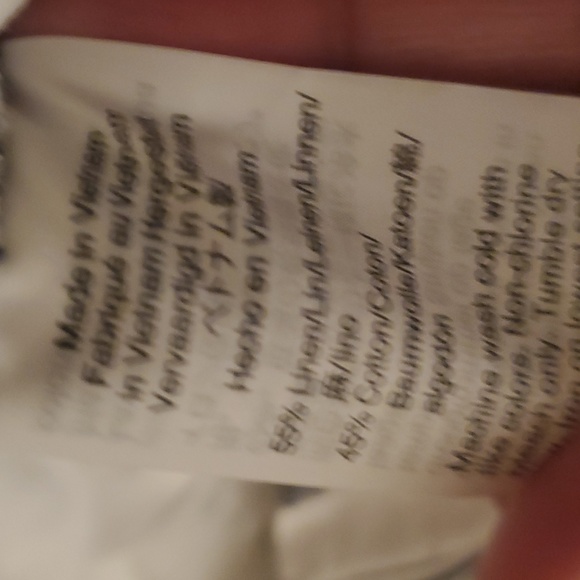 Made in Vietnam
Fabriqué au Vietnam
In Vietnam Hergestellt
Vervaardigd in Vietnam
ベトナム製
Hecho en Vietnam
55% Linen/Lin/Leinen/Linnen/
麻/lino
45% Cotton/Coton/
Baumwolle/Katoen/綿/
algodón
Machine wash cold with
like colors. Non-chlorine
bleach only. Tumble dry